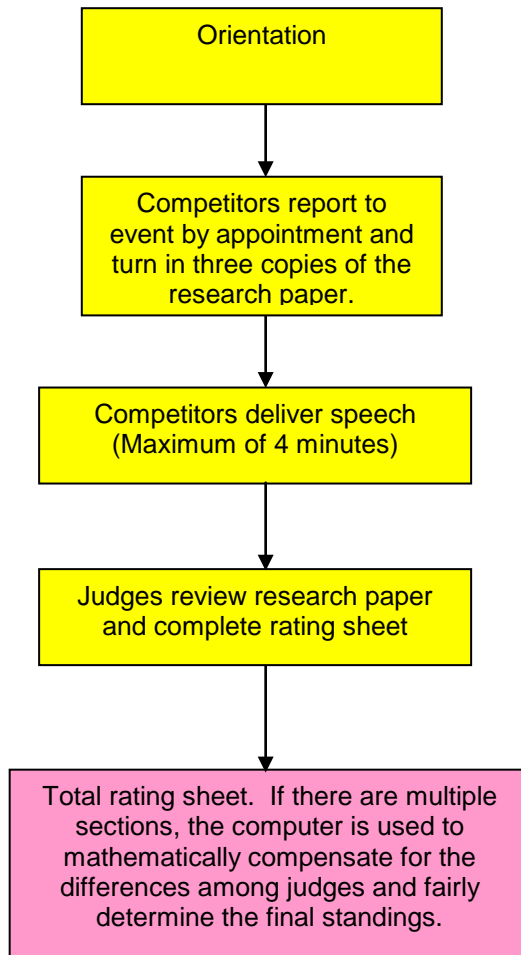 Orientation
Competitors report to
event by appointment and
turn in three copies of the
research paper.
Competitors deliver speech
(Maximum of 4 minutes)
Judges review research paper
and complete rating sheet
Total rating sheet.  If there are multiple
sections, the computer is used to
mathematically compensate for the
differences among judges and fairly
determine the final standings.